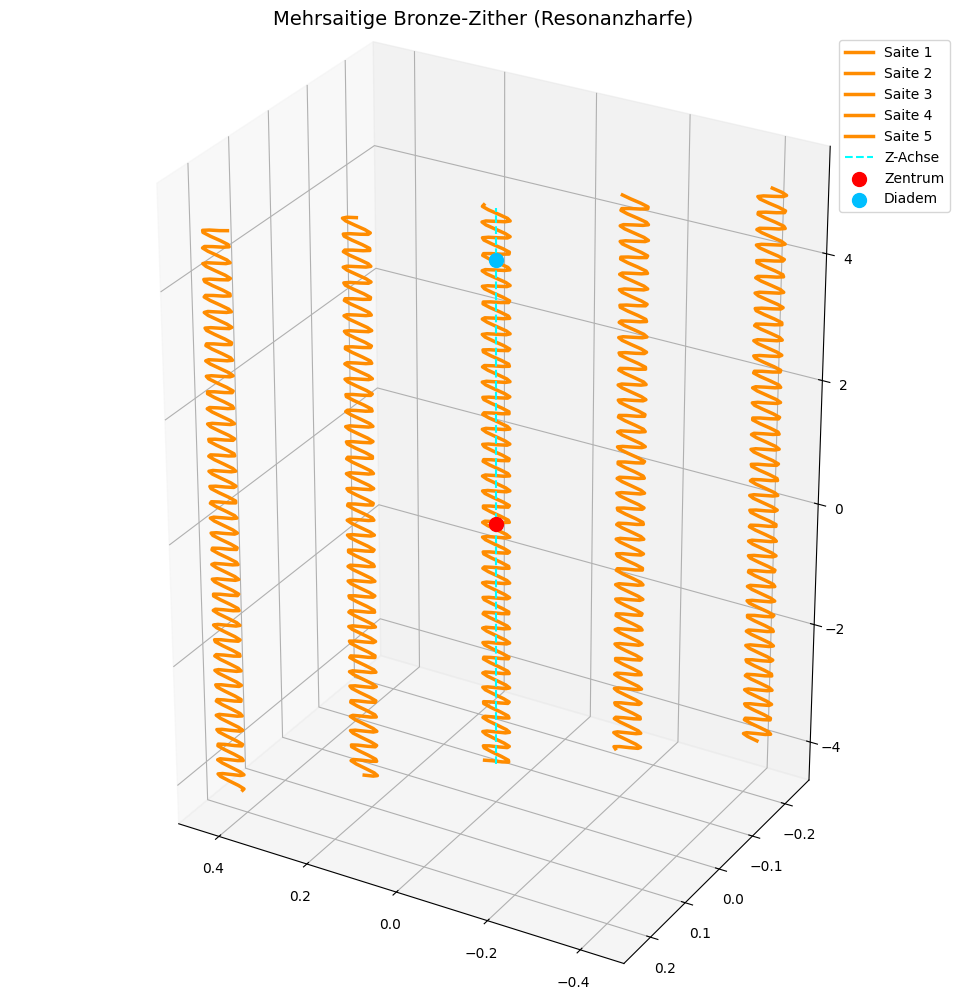 Mehrsaitige Bronze-Zither (Resonanzharfe)
Saite 1
Saite 2
Saite 3
Saite 4
Saite 5
Z-Achse
Zentrum
Diadem
4
2
0
−2
−4
−0.2
−0.1
0.0
0.1
0.2
0.4
0.2
0.0
−0.2
−0.4